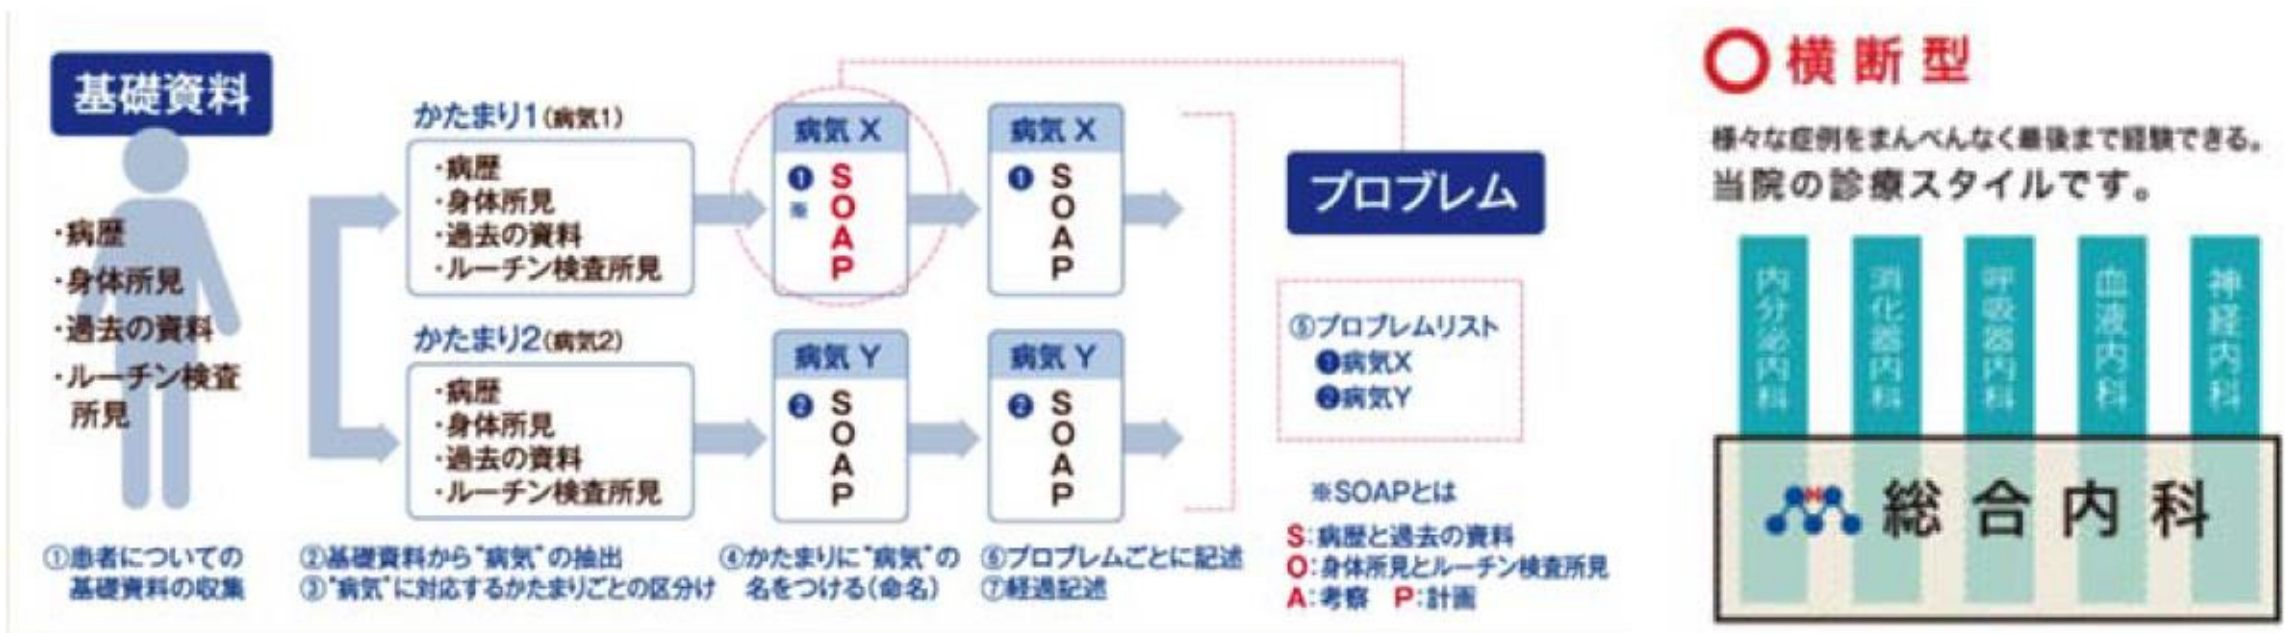 基礎資料
・病歴
・身体所見
・過去の資料
・ルーチン検査
所見
①患者についての
基礎資料の収集
かたまり1(病気1)
・病歴
・身体所見
・過去の資料
・ルーチン検査所見
かたまり2(病気2)
・病歴
・身体所見
・過去の資料
・ルーチン検査所見
②基礎資料から"病気"の抽出
③"病気"に対応するかたまりごとの区分け
病気 X
❶ S
※ O
A
P
病気 Y
❷ S
O
A
P
④かたまりに"病気"の
名をつける(命名)
病気 X
❶ S
O
A
P
病気 Y
❷ S
O
A
P
⑥プロブレムごとに記述
⑦経過記述
プロブレム
⑤プロブレムリスト
❶病気X
❷病気Y
※SOAPとは
S:病歴と過去の資料
O:身体所見とルーチン検査所見
A:考察 P:計画
○横断型
様々な症例をまんべんなく最後まで経験できる。
当院の診療スタイルです。
内分泌内科
消化器内科
呼吸器内科
血液内科
神経内科
総合内科